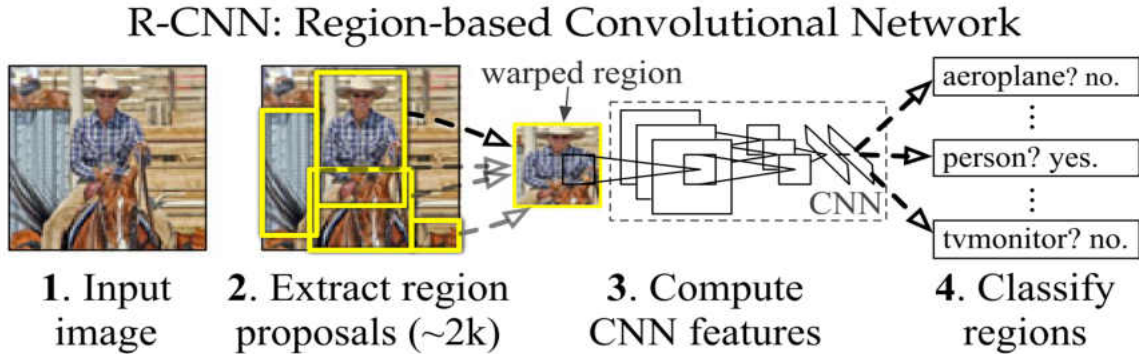 R-CNN: Region-based Convolutional Network
warped region
aeroplane? no.
person? yes.
CNN
tvmonitor? no.
1. Input
image
2. Extract region
proposals (~2k)
3. Compute
CNN features
4. Classify
regions